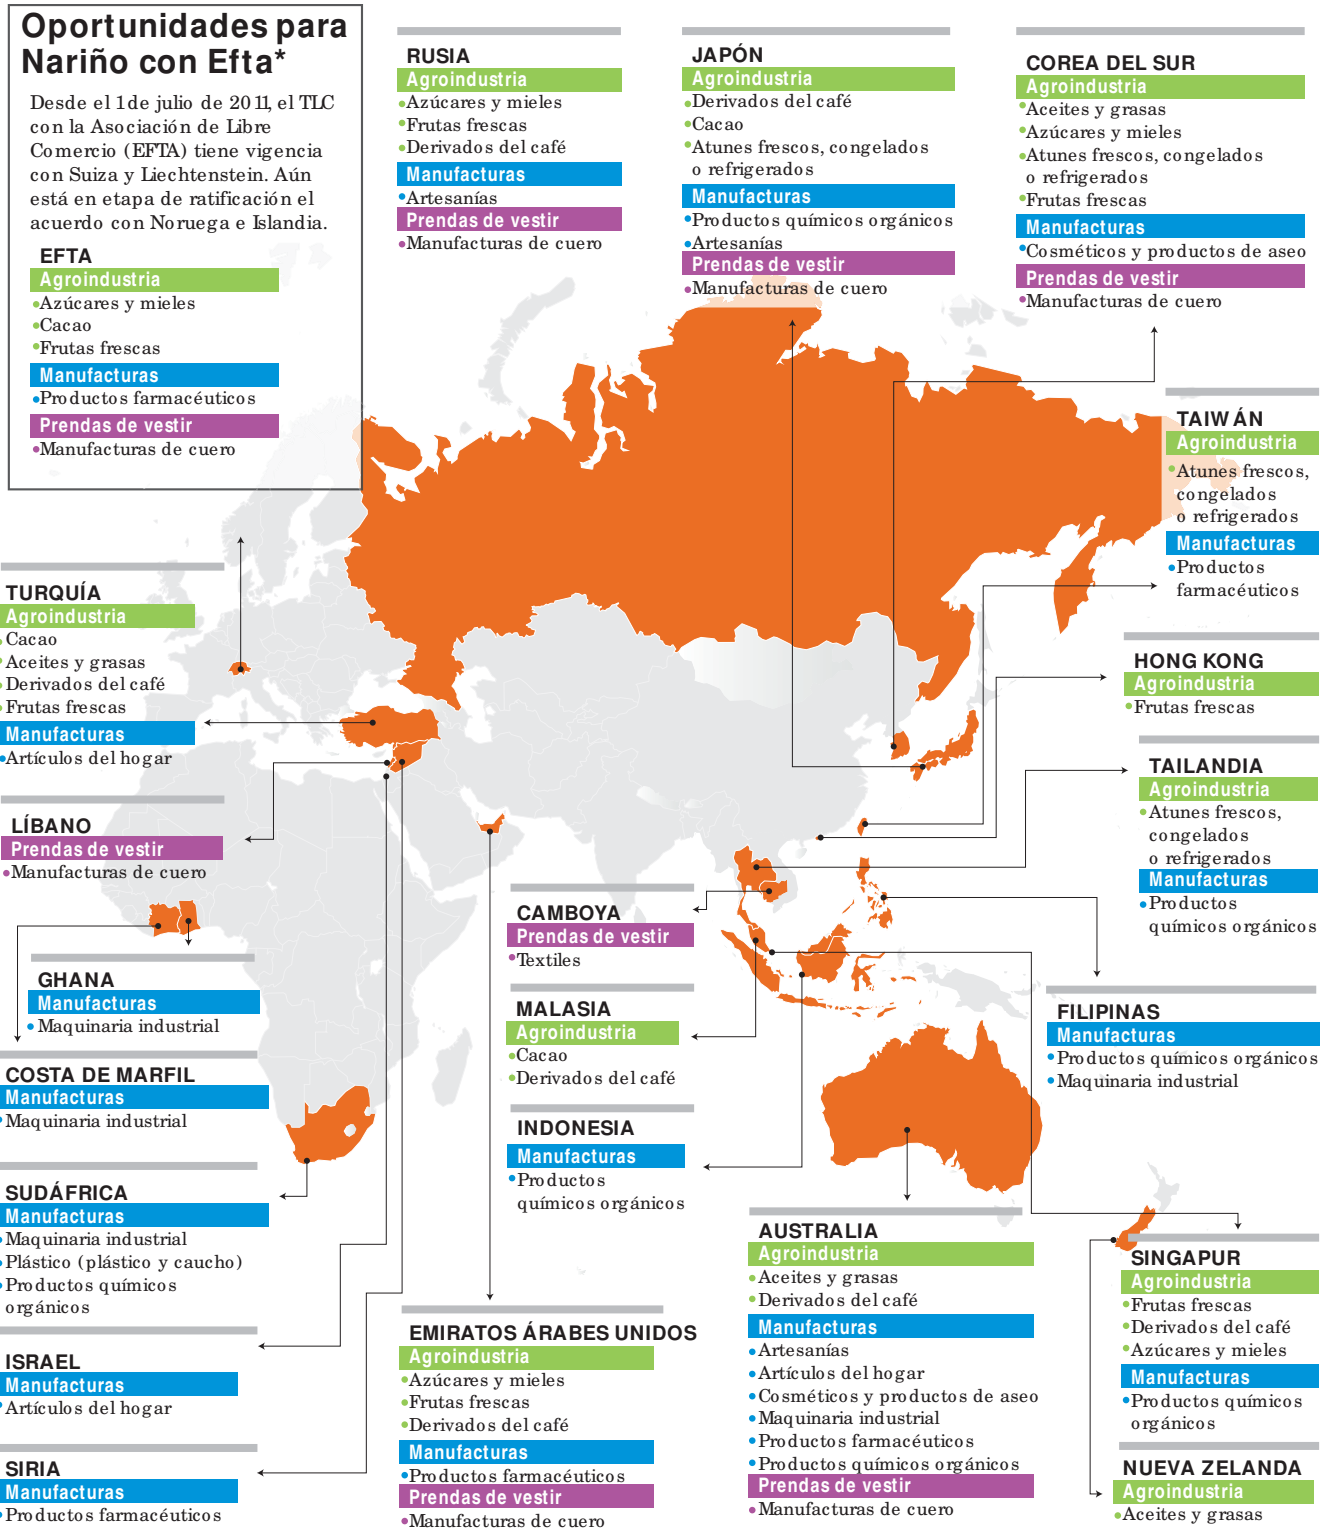 Oportunidades para
Nariño con Efta*
Desde el 1 de julio de 2011, el TLC
con la Asociación de Libre
Comercio (EFTA) tiene vigencia
con Suiza y Liechtenstein. Aún
está en etapa de ratificación el
acuerdo con Noruega e Islandia.
EFTA
Agroindustria
Azúcares y mieles
Cacao
Frutas frescas
Manufacturas
Productos farmacéuticos
Prendas de vestir
Manufacturas de cuero
RUSIA
Agroindustria
Azúcares y mieles
Frutas frescas
Derivados del café
Manufacturas
Artesanías
Prendas de vestir
Manufacturas de cuero
JAPÓN
Agroindustria
Derivados del café
Cacao
Atunes frescos, congelados
o refrigerados
Manufacturas
Productos químicos orgánicos
Artesanías
Prendas de vestir
Manufacturas de cuero
COREA DEL SUR
Agroindustria
Aceites y grasas
Azúcares y mieles
Atunes frescos, congelados
o refrigerados
Frutas frescas
Manufacturas
Cosméticos y productos de aseo
Prendas de vestir
Manufacturas de cuero
TAIWÁN
Agroindustria
Atunes frescos,
congelados
o refrigerados
Manufacturas
Productos
farmacéuticos
HONG KONG
Agroindustria
Frutas frescas
TAILANDIA
Agroindustria
Atunes frescos,
congelados
o refrigerados
Manufacturas
Productos
químicos orgánicos
TURQUÍA
Agroindustria
Cacao
Aceites y grasas
Derivados del café
Frutas frescas
Manufacturas
Artículos del hogar
LÍBANO
Prendas de vestir
Manufacturas de cuero
GHANA
Manufacturas
Maquinaria industrial
COSTA DE MARFIL
Manufacturas
Maquinaria industrial
SUDÁFRICA
Manufacturas
Maquinaria industrial
Plástico (plástico y caucho)
Productos químicos
orgánicos
ISRAEL
Manufacturas
Artículos del hogar
SIRIA
Manufacturas
Productos farmacéuticos
CAMBOYA
Prendas de vestir
Textiles
MALASIA
Agroindustria
Cacao
Derivados del café
INDONESIA
Manufacturas
Productos
químicos orgánicos
FILIPINAS
Manufacturas
Productos químicos orgánicos
Maquinaria industrial
EMIRATOS ÁRABES UNIDOS
Agroindustria
Azúcares y mieles
Frutas frescas
Derivados del café
Manufacturas
Productos farmacéuticos
Prendas de vestir
Manufacturas de cuero
AUSTRALIA
Agroindustria
Aceites y grasas
Derivados del café
Manufacturas
Artesanías
Artículos del hogar
Cosméticos y productos de aseo
Maquinaria industrial
Productos farmacéuticos
Productos químicos orgánicos
Prendas de vestir
Manufacturas de cuero
SINGAPUR
Agroindustria
Frutas frescas
Derivados del café
Azúcares y mieles
Manufacturas
Productos químicos
orgánicos
NUEVA ZELANDA
Agroindustria
Aceites y grasas